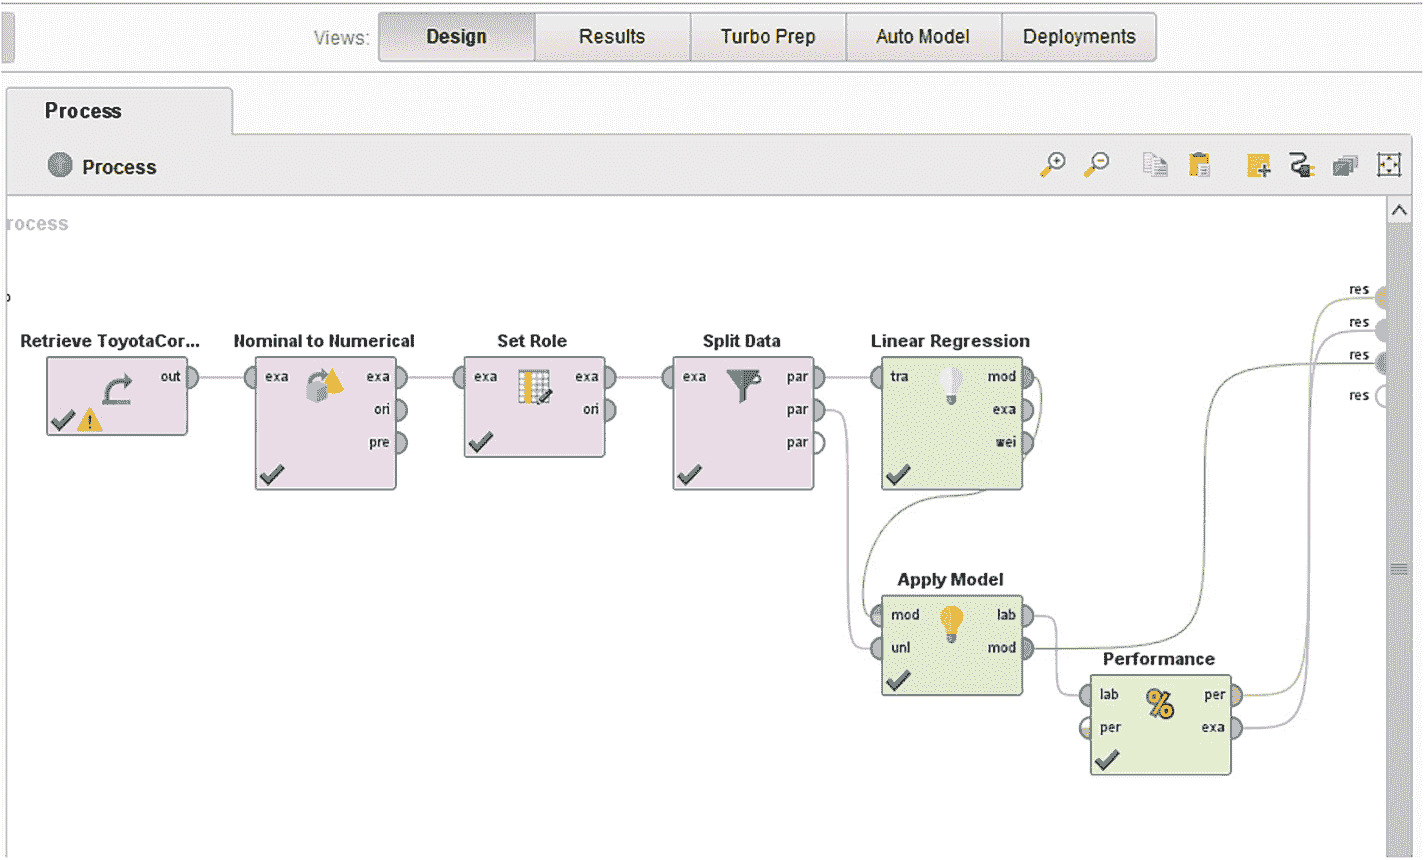 Views: Design Results Turbo Prep Auto Model Deployments
Process
Process
rocess
res
res
res
res
Retrieve ToyotaCor... Nominal to Numerical Set Role Split Data Linear Regression
out exa exa exa exa exa par tra mod
ori ori par exa
pre par wei
Apply Model
mod lab
unl mod
Performance
lab per
per exa